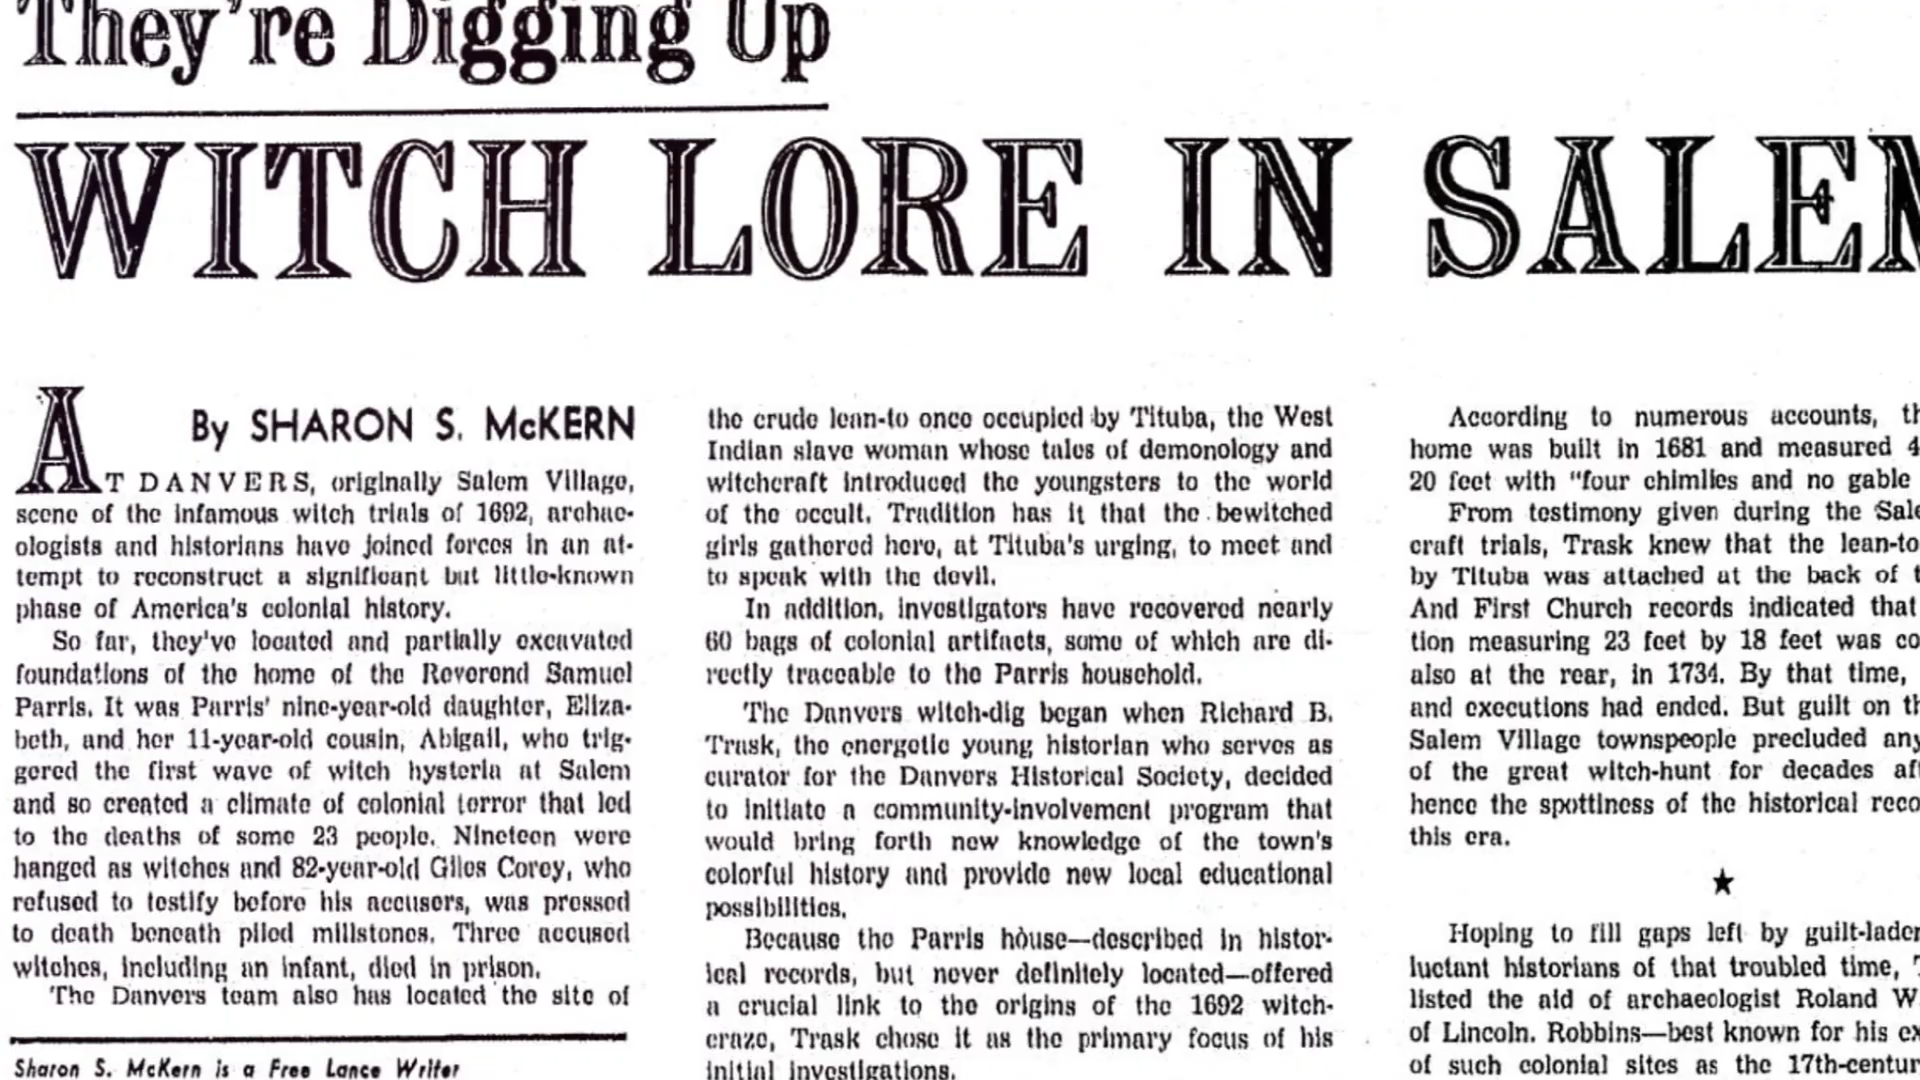 They're Digging Up
WITCH LORE IN SALEM
By SHARON S. McKERN
AT DANVERS, originally Salem Village,
scene of the infamous witch trials of 1692, archae-
ologists and historians have joined forces in an at-
tempt to reconstruct a significant but little-known
phase of America's colonial history.
So far, they've located and partially excavated
foundations of the home of the Reverend Samuel
Parris. It was Parris' nine-year-old daughter, Eliza-
beth, and her 11-year-old cousin, Abigail, who trig-
gered the first wave of witch hysteria at Salem
and so created a climate of colonial terror that led
to the deaths of some 23 people. Nineteen were
hanged as witches and 82-year-old Giles Corey, who
refused to testify before his accusers, was pressed
to death beneath piled millstones. Three accused
witches, including an infant, died in prison.
The Danvers team also has located the site of
Sharon S. McKern is a Free Lance Writer
the crude lean-to once occupied by Tituba, the West
Indian slave woman whose tales of demonology and
witchcraft introduced the youngsters to the world
of the occult. Tradition has it that the bewitched
girls gathered here, at Tituba's urging, to meet and
to speak with the devil.
In addition, investigators have recovered nearly
60 bags of colonial artifacts, some of which are di-
rectly traceable to the Parris household.
The Danvers witch-dig began when Richard B.
Trask, the energetic young historian who serves as
curator for the Danvers Historical Society, decided
to initiate a community-involvement program that
would bring forth new knowledge of the town's
colorful history and provide new local educational
possibilities.
Because the Parris house—described in histor-
ical records, but never definitely located—offered
a crucial link to the origins of the 1692 witch-
craze, Trask chose it as the primary focus of his
initial investigations.
According to numerous accounts, th
home was built in 1681 and measured 4
20 feet with "four chimlies and no gable
From testimony given during the Sale
craft trials, Trask knew that the lean-to
by Tituba was attached at the back of t
And First Church records indicated that
tion measuring 23 feet by 18 feet was co
also at the rear, in 1734. By that time,
and executions had ended. But guilt on th
Salem Village townspeople precluded any
of the great witch-hunt for decades aft
hence the spottiness of the historical reco
this era.
★
Hoping to fill gaps left by guilt-laden
luctant historians of that troubled time, T
listed the aid of archaeologist Roland W.
of Lincoln. Robbins—best known for his ex
of such colonial sites as the 17th-centur